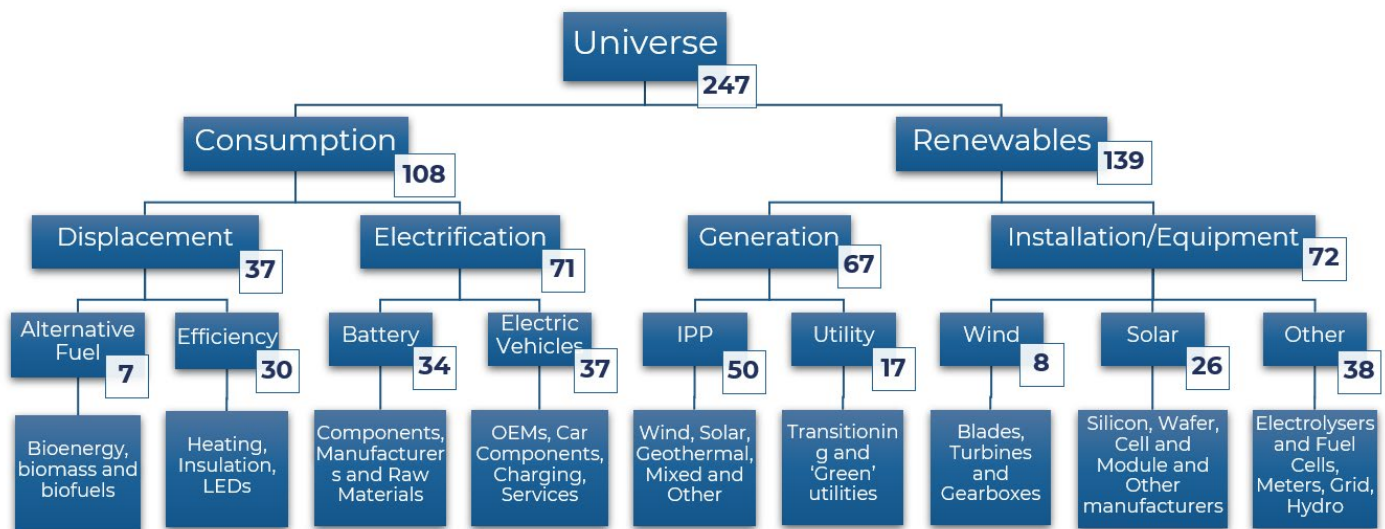 Universe
247
Consumption
108
Renewables
139
Displacement
37
Electrification
71
Generation
67
Installation/Equipment
72
Alternative
Fuel
7
Efficiency
30
Battery
34
Electric
Vehicles
37
IPP
50
Utility
17
Wind
8
Solar
26
Other
38
Bioenergy,
biomass and
biofuels
Heating,
Insulation,
LEDs
Components,
Manufacturer
s and Raw
Materials
OEMs, Car
Components,
Charging,
Services
Wind, Solar,
Geothermal,
Mixed and
Other
Transitionin
g and
‘Green’
utilities
Blades,
Turbines
and
Gearboxes
Silicon, Wafer,
Cell and
Module and
Other
manufacturers
Electrolysers
and Fuel
Cells,
Meters, Grid,
Hydro